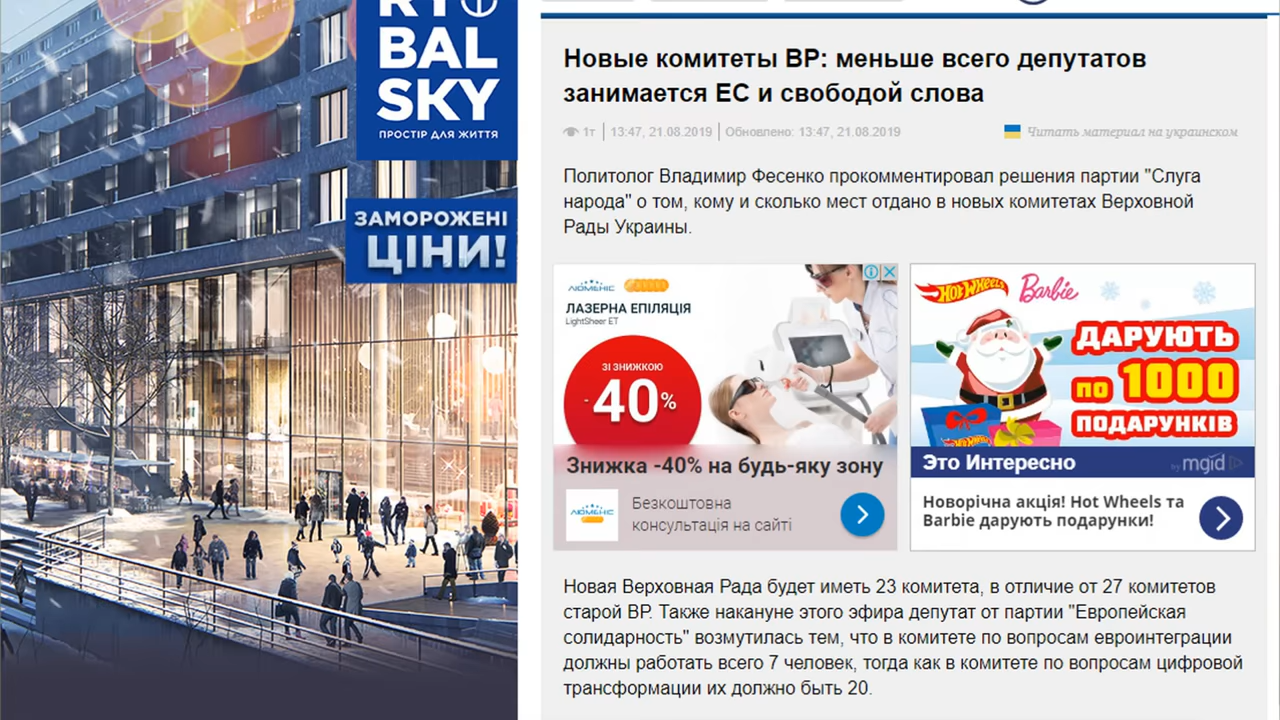 BAL
SKY
ПРОСТІР ДЛЯ ЖИТТЯ
ЗАМОРОЖЕНІ
ЦІНИ!
Новые комитеты ВР: меньше всего депутатов
занимается ЕС и свободой слова
1т | 13:47, 21.08.2019 | Обновлено: 13:47, 21.08.2019
Читать материал на украинском
Политолог Владимир Фесенко прокомментировал решения партии "Слуга
народа" о том, кому и сколько мест отдано в новых комитетах Верховной
Рады Украины.
ЛЮМЕНІС
ЛАЗЕРНА ЕПІЛЯЦІЯ
LightSheer ET
ЗІ ЗНИЖКОЮ
- 40%
Знижка -40% на будь-яку зону
ЛЮМЕНІС
Безкоштовна
консультація на сайті
HOT WHEELS
Barbie
ДАРУЮТЬ
ПО 1000
ПОДАРУНКІВ
HOT WHEELS
Это Интересно
by mgid
Новорічна акція! Hot Wheels та
Barbie дарують подарунки!
Новая Верховная Рада будет иметь 23 комитета, в отличие от 27 комитетов
старой ВР. Также накануне этого эфира депутат от партии "Европейская
солидарность" возмутилась тем, что в комитете по вопросам евроинтеграции
должны работать всего 7 человек, тогда как в комитете по вопросам цифровой
трансформации их должно быть 20.